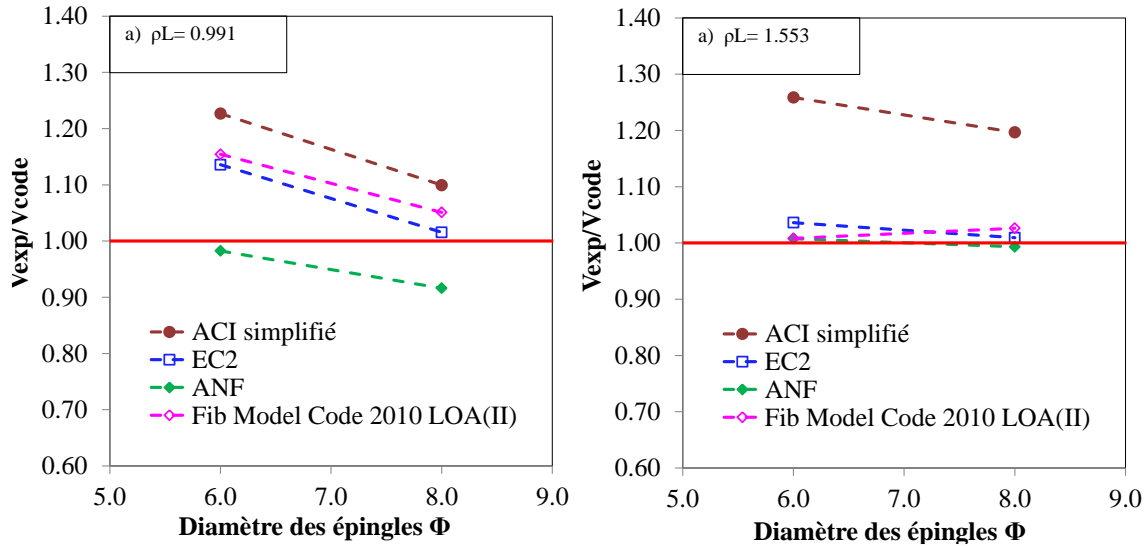 a) ρL= 0.991
1.40
1.30
1.20
1.10
1.00
0.90
0.80
0.70
0.60
Vexp/Vcode
ACI simplifié
EC2
ANF
Fib Model Code 2010 LOA(II)
5.0 6.0 7.0 8.0 9.0
Diamètre des épingles Φ
a) ρL= 1.553
1.40
1.30
1.20
1.10
1.00
0.90
0.80
0.70
0.60
Vexp/Vcode
ACI simplifié
EC2
ANF
Fib Model Code 2010 LOA(II)
5.0 6.0 7.0 8.0 9.0
Diamètre des épingles Φ